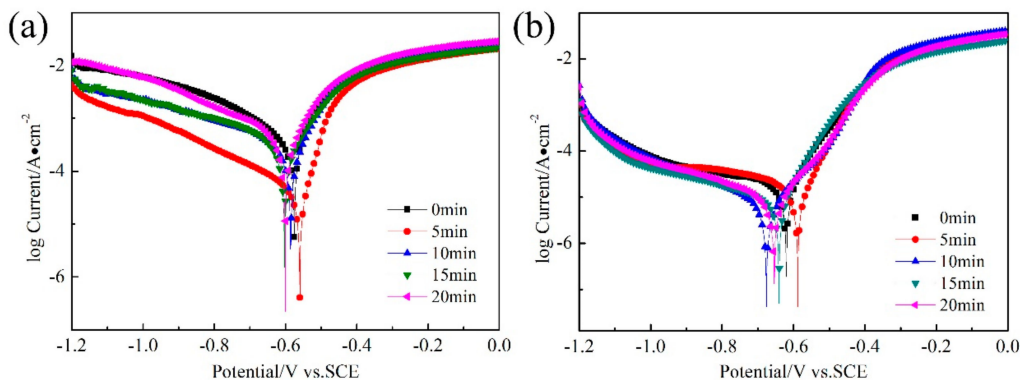 (a)
log Current/A•cm⁻²
-2
-4
-6
0min
5min
10min
15min
20min
-1.2 -1.0 -0.8 -0.6 -0.4 -0.2 0.0
Potential/V vs.SCE
(b)
log Current/A•cm⁻²
-2
-4
-6
0min
5min
10min
15min
20min
-1.2 -1.0 -0.8 -0.6 -0.4 -0.2 0.0
Potential/V vs.SCE